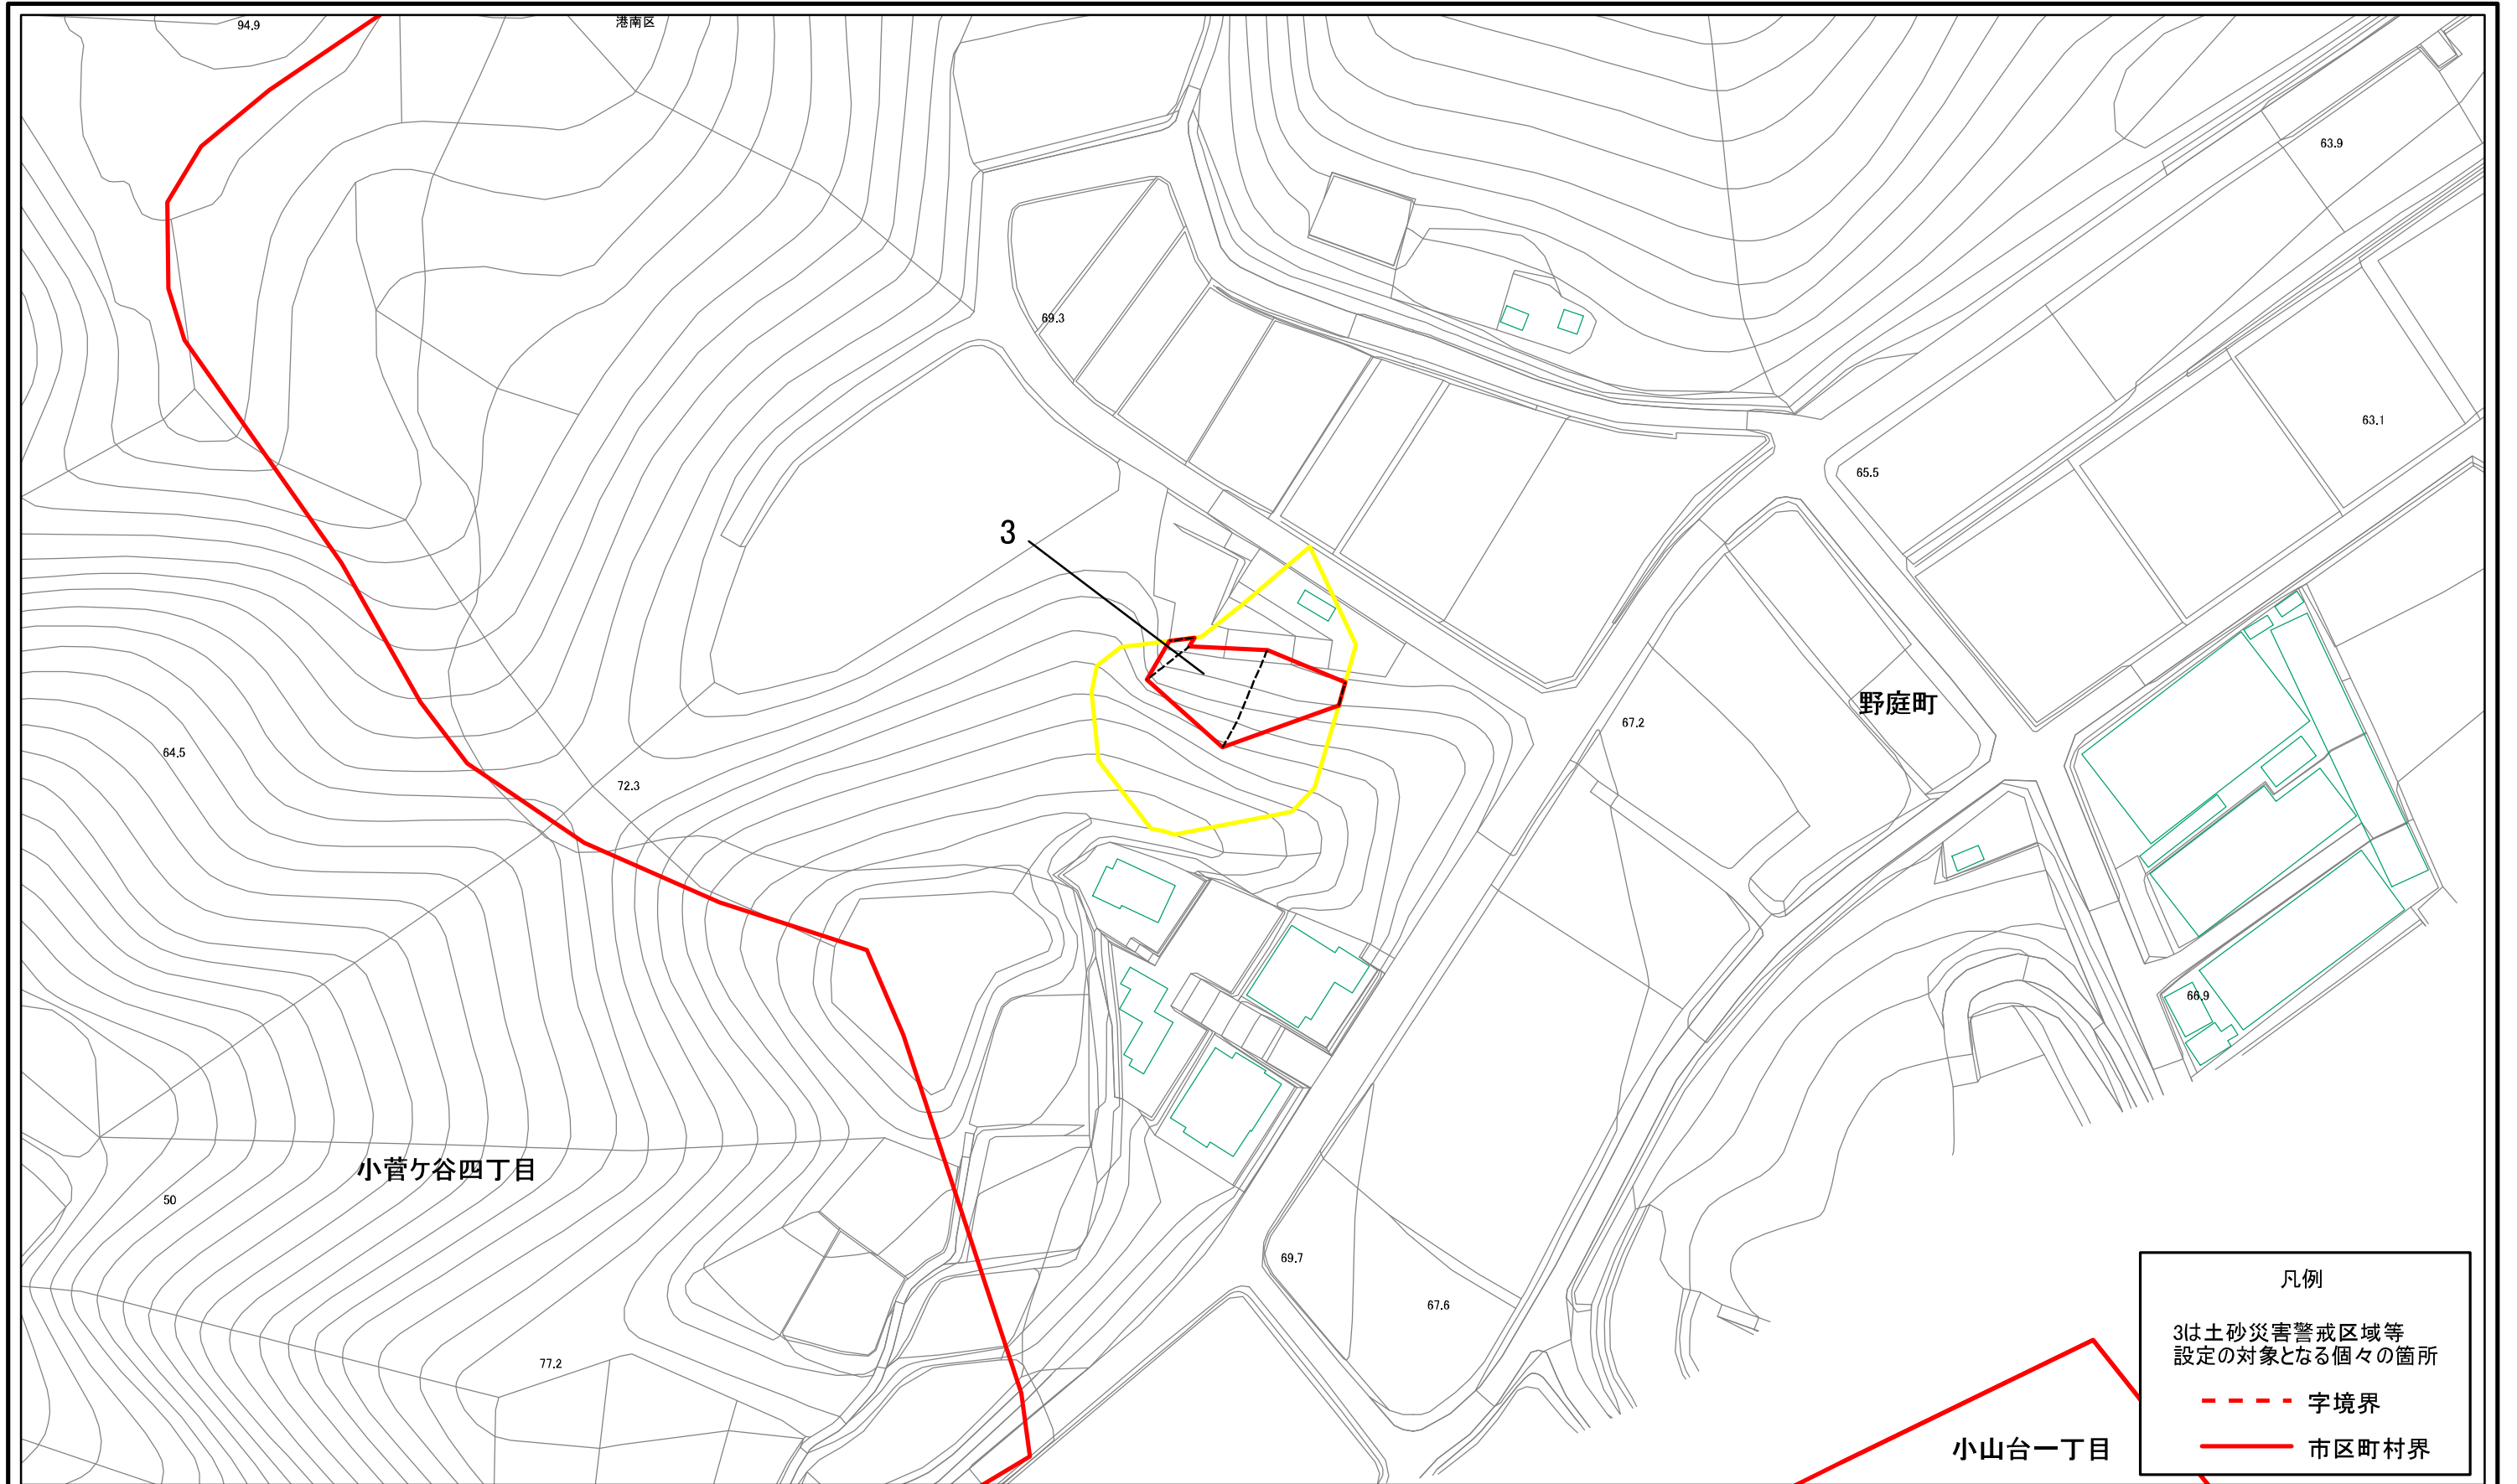 港南区
94.9
63.9
69.3
63.1
65.5
3
野庭町
67.2
64.5
72.3
66.9
小菅ケ谷四丁目
50
69.7
67.6
77.2
小山台一丁目
凡例
3は土砂災害警戒区域等
設定の対象となる個々の箇所
字境界
市区町村界